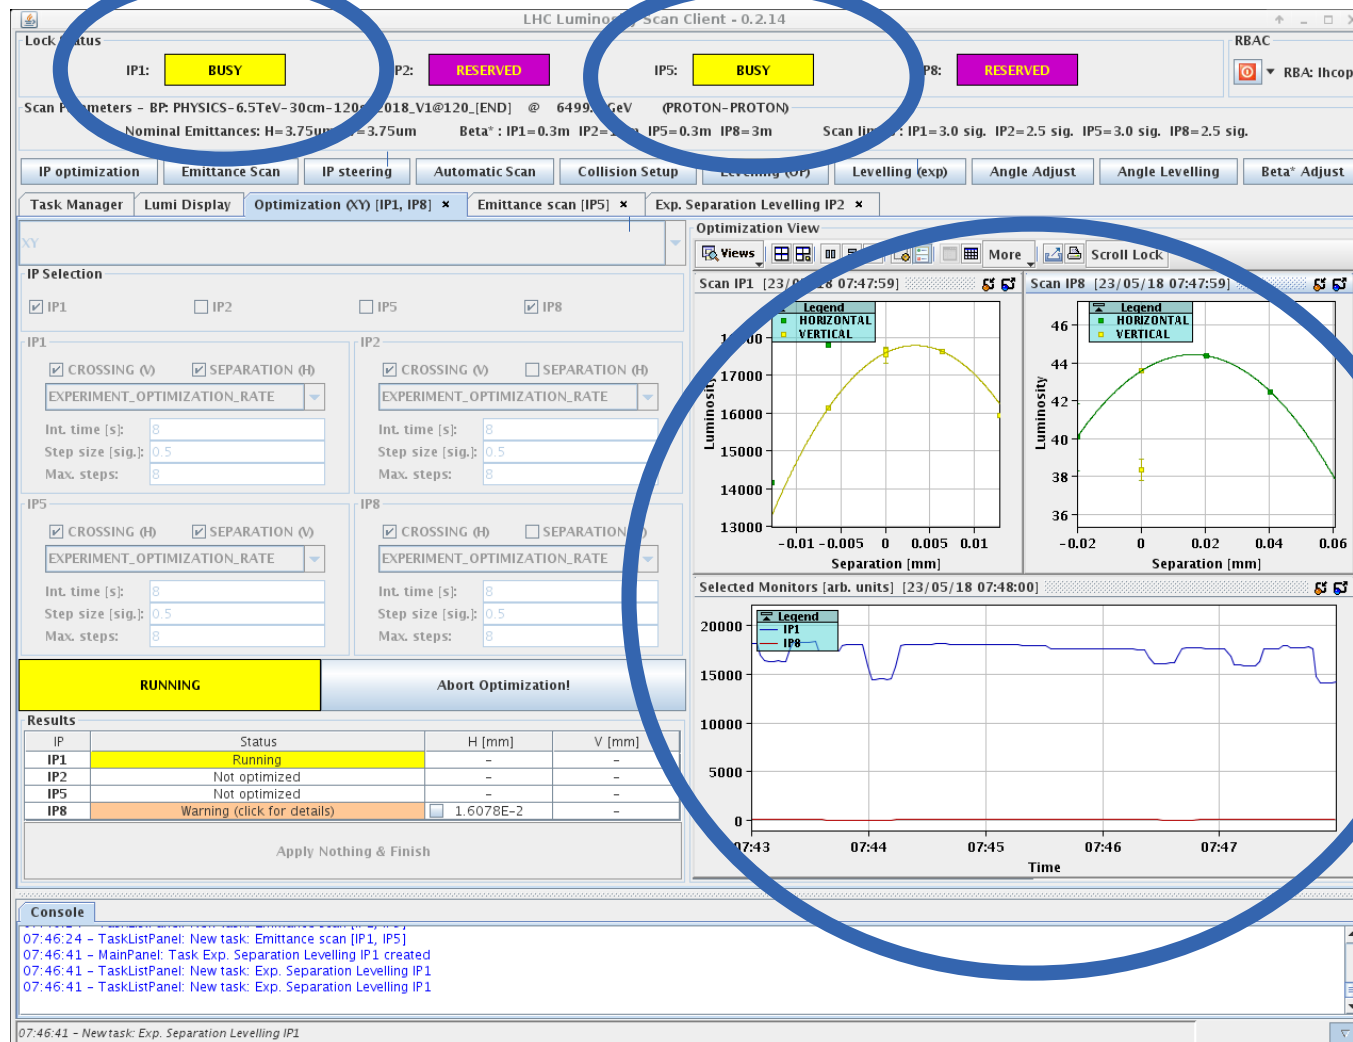 LHC Luminosity Scan Client - 0.2.14
Lock Status
RBAC
IP1: BUSY IP2: RESERVED IP5: BUSY IP8: RESERVED
RBA: lhcop
Scan Parameters - BP: PHYSICS-6.5TeV-30cm-120s-2018_V1@120_[END] @ GeV (PROTON-PROTON)
Nominal Emittances: H=3.75um =3.75um Beta* : IP1=0.3m IP5=0.3m IP8=3m Scan : IP1=3.0 sig. IP2=2.5 sig. IP5=3.0 sig. IP8=2.5 sig.
IP optimization Emittance Scan IP steering Automatic Scan Collision Setup Levelling (OP) Levelling (exp) Angle Adjust Angle Levelling Beta* Adjust
Task Manager Lumi Display Optimization (XY) [IP1, IP8] × Emittance scan [IP5] × Exp. Separation Levelling IP2 ×
XY
IP Selection
IP1 IP2 IP5 IP8
IP1
CROSSING (V) SEPARATION (H)
EXPERIMENT_OPTIMIZATION_RATE
Int. time [s]: 8
Step size [sig.]: 0.5
Max. steps: 8
IP2
CROSSING (V) SEPARATION (H)
EXPERIMENT_OPTIMIZATION_RATE
Int. time [s]: 8
Step size [sig.]: 0.5
Max. steps: 8
IP5
CROSSING (H) SEPARATION (V)
EXPERIMENT_OPTIMIZATION_RATE
Int. time [s]: 8
Step size [sig.]: 0.5
Max. steps: 8
IP8
CROSSING (H) SEPARATION
EXPERIMENT_OPTIMIZATION_RATE
Int. time [s]: 8
Step size [sig.]: 0.5
Max. steps: 8
RUNNING Abort Optimization!
Results
IP Status H [mm] V [mm]
IP1 Running - -
IP2 Not optimized - -
IP5 Not optimized - -
IP8 Warning (click for details) 1.6078E-2 -
Apply Nothing & Finish
Optimization View
Views More Scroll Lock
Scan IP1 [23/05/18 07:47:59]
Legend
HORIZONTAL
VERTICAL
Luminosity
17000
16000
15000
14000
13000
-0.01 -0.005 0 0.005 0.01
Separation [mm]
Scan IP8 [23/05/18 07:47:59]
Legend
HORIZONTAL
VERTICAL
Luminosity
46
44
42
40
38
36
-0.02 0 0.02 0.04 0.06
Separation [mm]
Selected Monitors [arb. units] [23/05/18 07:48:00]
Legend
IP1
IP8
20000
15000
10000
5000
0
07:43 07:44 07:45 07:46 07:47
Time
Console
07:46:24 - TaskListPanel: New task: Emittance scan [IP1, IP5]
07:46:41 - MainPanel: Task Exp. Separation Levelling IP1 created
07:46:41 - TaskListPanel: New task: Exp. Separation Levelling IP1
07:46:41 - TaskListPanel: New task: Exp. Separation Levelling IP1
07:46:41 - New task: Exp. Separation Levelling IP1